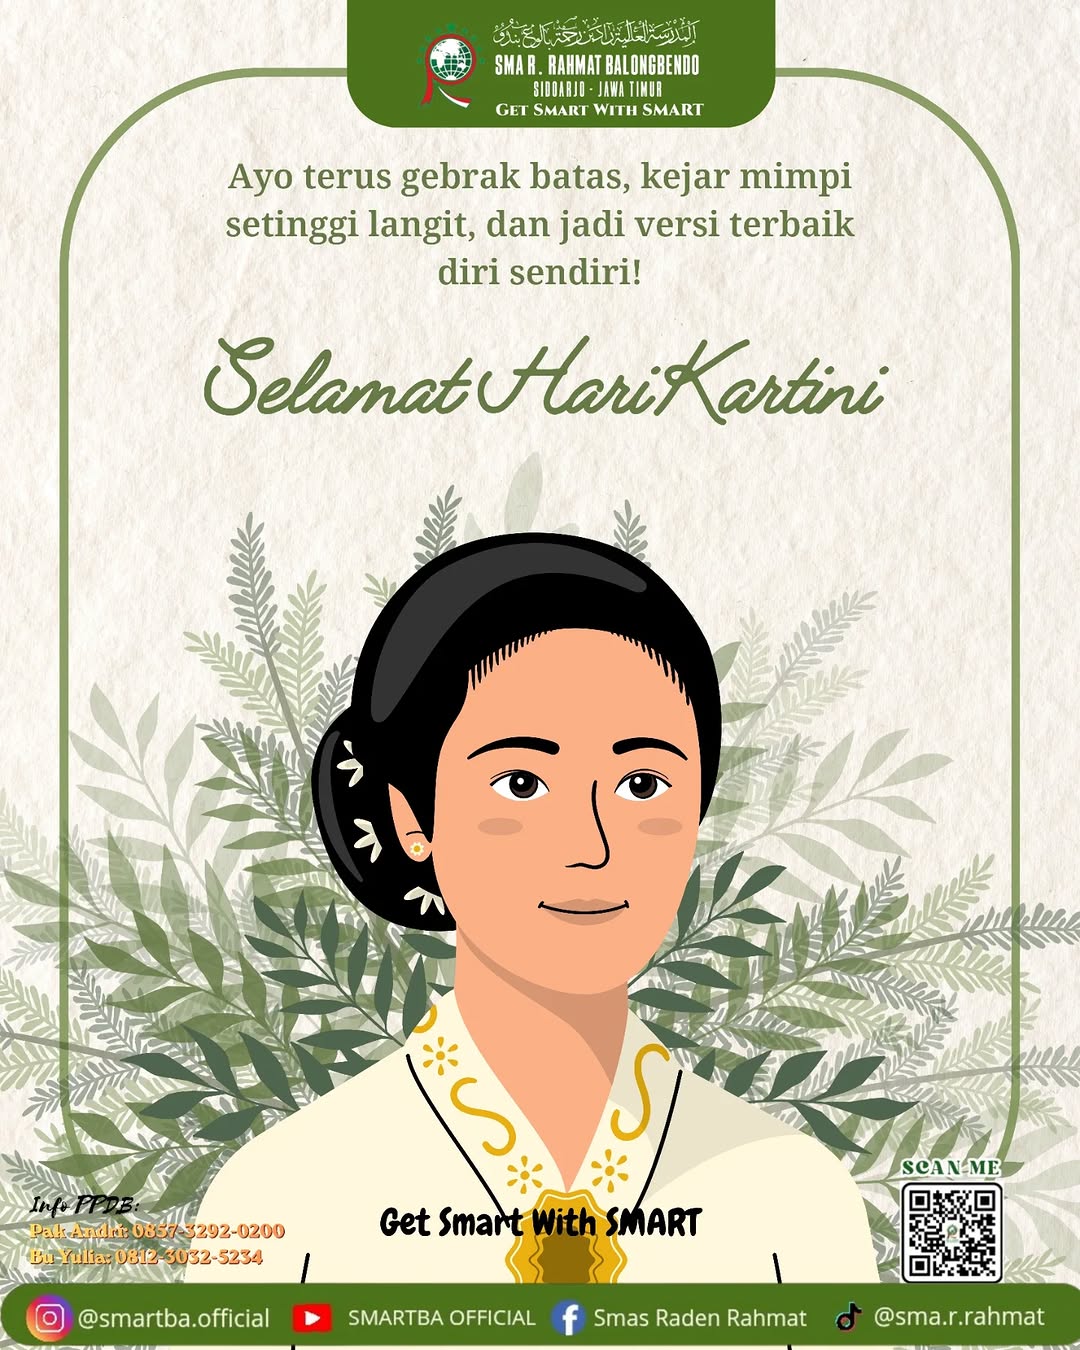 SMA R. RAHMAT BALONGBENDO
SIDOARJO - JAWA TIMUR
GET SMART WITH SMART
Ayo terus gebrak batas, kejar mimpi
setinggi langit, dan jadi versi terbaik
diri sendiri!
Selamat Hari Kartini
SCAN ME
Info PPDB:
Pak Andri: 0857-3292-0200
Bu Yulia: 0812-3032-5234
Get Smart With SMART
@smartba.official
SMARTBA OFFICIAL
Smas Raden Rahmat
@sma.r.rahmat